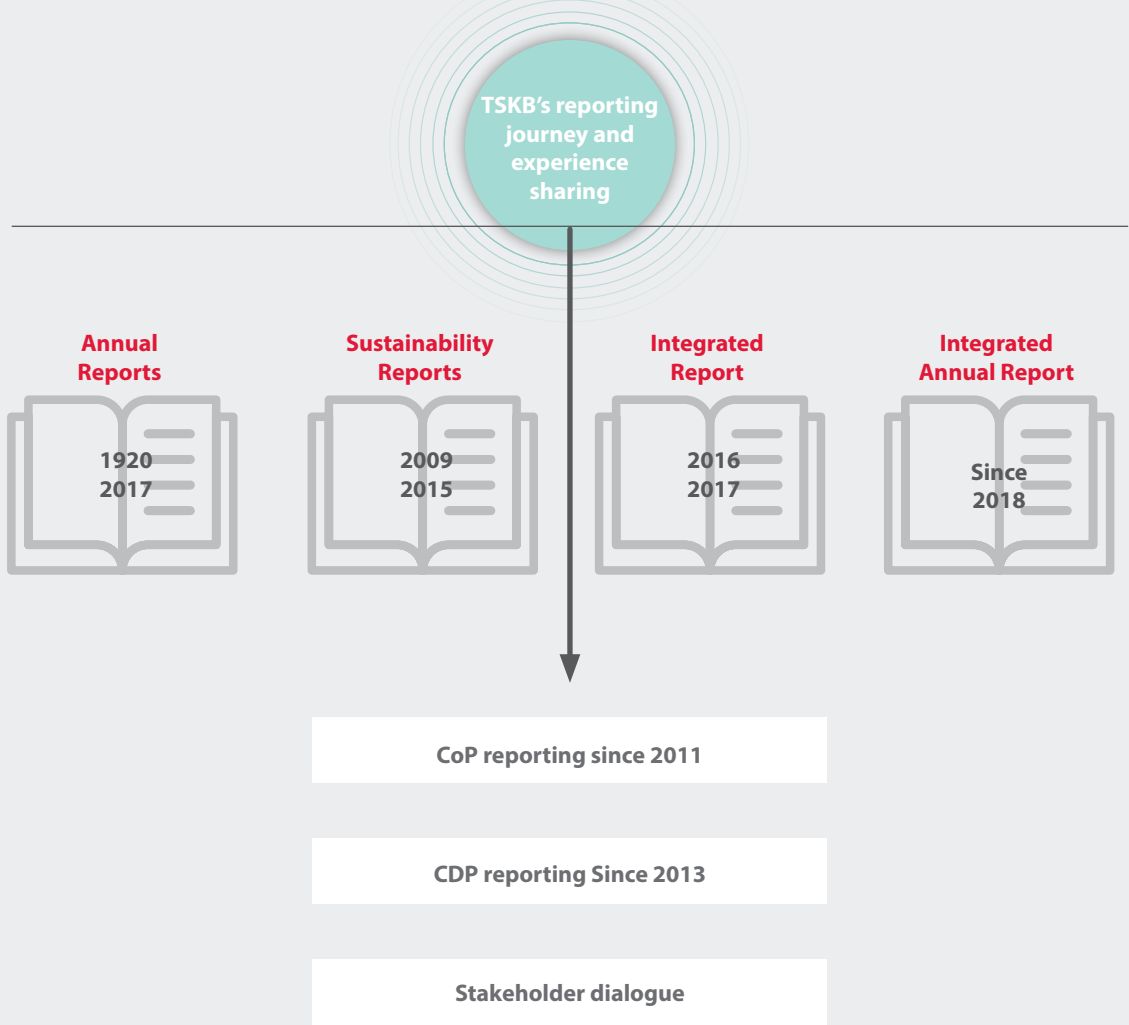 TSKB's reporting
journey and
experience
sharing
Annual
Reports
1920
2017
Sustainability
Reports
2009
2015
Integrated
Report
2016
2017
Integrated
Annual Report
Since
2018
CoP reporting since 2011
CDP reporting Since 2013
Stakeholder dialogue